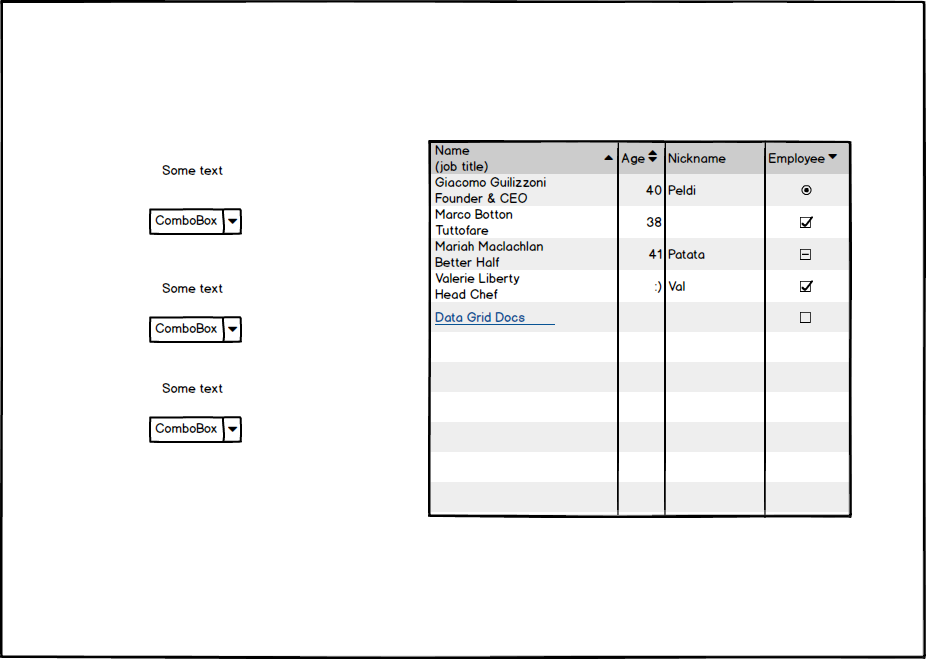 Some text
ComboBox
Some text
ComboBox
Some text
ComboBox
Name
(job title)
Age
Nickname
Employee
Giacomo Guilizzoni
Founder & CEO
40
Peldi
Marco Botton
Tuttofare
38
Mariah Maclachlan
Better Half
41
Patata
Valerie Liberty
Head Chef
:)
Val
Data Grid Docs